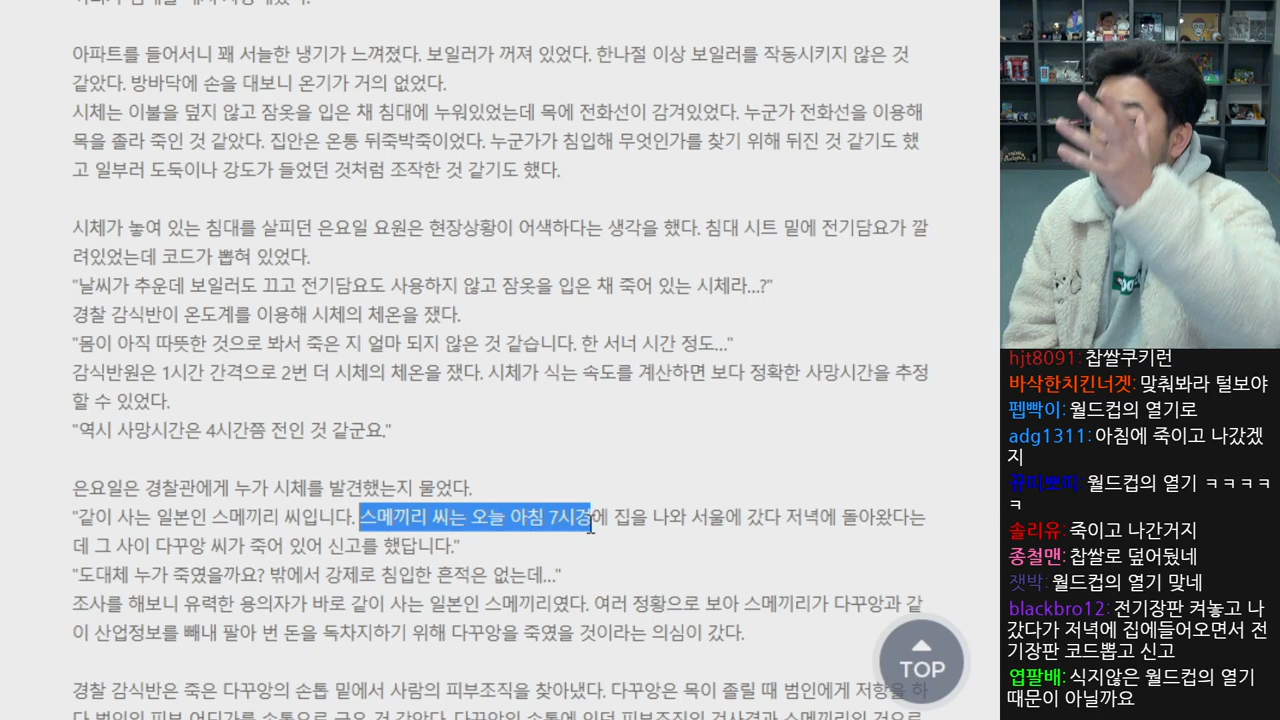 아파트를 들어서니 꽤 서늘한 냉기가 느껴졌다. 보일러가 꺼져 있었다. 한나절 이상 보일러를 작동시키지 않은 것
같았다. 방바닥에 손을 대보니 온기가 거의 없었다.
시체는 이불을 덮지 않고 잠옷을 입은 채 침대에 누워있었는데 목에 전화선이 감겨있었다. 누군가 전화선을 이용해
목을 졸라 죽인 것 같았다. 집안은 온통 뒤죽박죽이었다. 누군가가 침입해 무엇인가를 찾기 위해 뒤진 것 같기도 했
고 일부러 도둑이나 강도가 들었던 것처럼 조작한 것 같기도 했다.
시체가 놓여 있는 침대를 살피던 은요일 요원은 현장상황이 어색하다는 생각을 했다. 침대 시트 밑에 전기담요가 깔
려있었는데 코드가 뽑혀 있었다.
"날씨가 추운데 보일러도 끄고 전기담요도 사용하지 않고 잠옷을 입은 채 죽어 있는 시체라...?"
경찰 감식반이 온도계를 이용해 시체의 체온을 쟀다.
"몸이 아직 따뜻한 것으로 봐서 죽은 지 얼마 되지 않은 것 같습니다. 한 서너 시간 정도..."
감식반원은 1시간 간격으로 2번 더 시체의 체온을 쟀다. 시체가 식는 속도를 계산하면 보다 정확한 사망시간을 추정
할 수 있었다.
"역시 사망시간은 4시간쯤 전인 것 같군요."
은요일은 경찰관에게 누가 시체를 발견했는지 물었다.
"같이 사는 일본인 스메끼리 씨입니다. 스메끼리 씨는 오늘 아침 7시경에 집을 나와 서울에 갔다 저녁에 돌아왔다는
데 그 사이 다꾸앙 씨가 죽어 있어 신고를 했답니다."
"도대체 누가 죽였을까요? 밖에서 강제로 침입한 흔적은 없는데..."
조사를 해보니 유력한 용의자가 바로 같이 사는 일본인 스메끼리였다. 여러 정황으로 보아 스메끼리가 다꾸앙과 같
이 산업정보를 빼내 팔아 번 돈을 독차지하기 위해 다꾸앙을 죽였을 것이라는 의심이 갔다.
경찰 감식반은 죽은 다꾸앙의 손톱 밑에서 사람의 피부조직을 찾아냈다. 다꾸앙은 목이 졸릴 때 범인에게 저항을 하
TOP
hjt8091: 찹쌀쿠키런
바삭한치킨너겟: 맞춰봐라 털보야
펩빡이: 월드컵의 열기로
adg1311: 아침에 죽이고 나갔겠
지
뀨띠뽀띠: 월드컵의 열기 ㅋㅋㅋㅋ
ㅋ
솔리유: 죽이고 나간거지
종철맨: 찹쌀로 덮어뒀네
잿박: 월드컵의 열기 맞네
blackbro12: 전기장판 켜놓고 나
갔다가 저녁에 집에들어오면서 전
기장판 코드뽑고 신고
엽팔배: 식지않은 월드컵의 열기
때문이 아닐까요